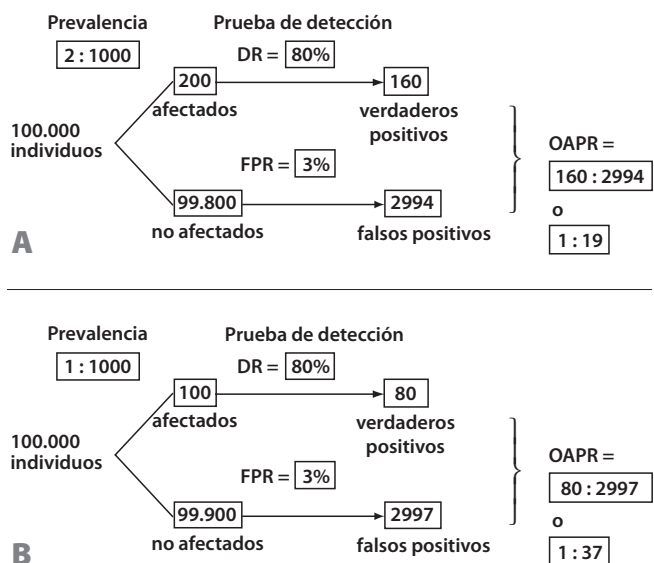 Prevalencia
Prueba de detección
2 : 1000
DR = 80%
200
160
afectados
verdaderos
positivos
100.000
individuos
OAPR =
FPR = 3%
160 : 2994
99.800
2994
o
no afectados
falsos positivos
1 : 19
A
Prevalencia
Prueba de detección
1 : 1000
DR = 80%
100
80
afectados
verdaderos
positivos
100.000
individuos
OAPR =
FPR = 3%
80 : 2997
99.900
2997
o
no afectados
falsos positivos
1 : 37
B